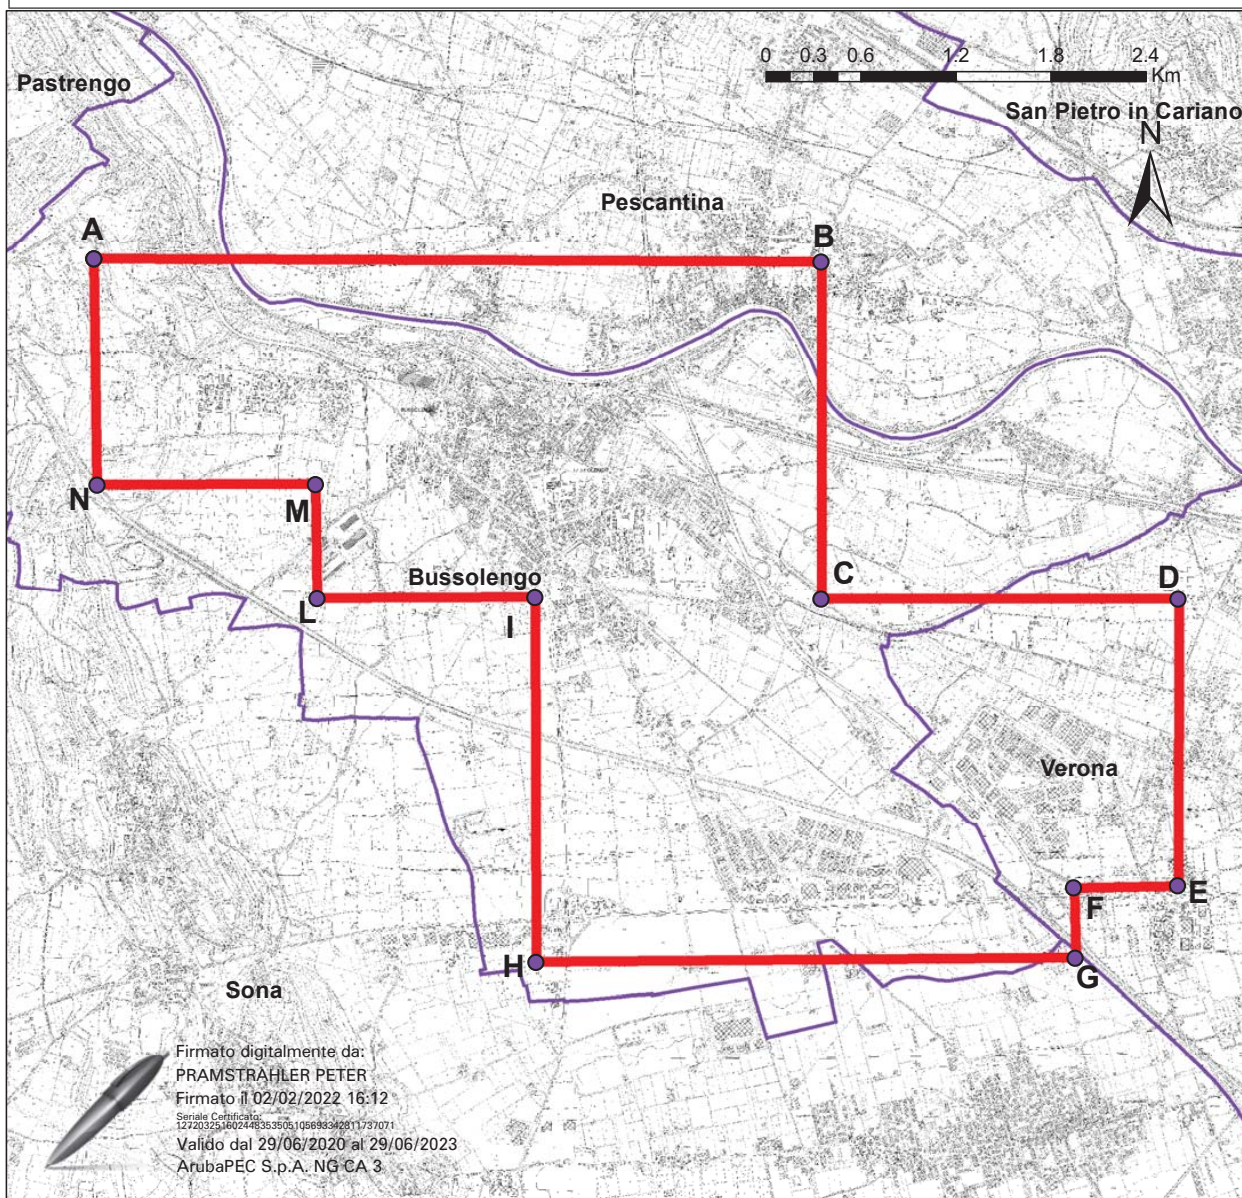 0 0.3 0.6 1.2 1.8 2.4
Km
Pastrengo
San Pietro in Cariano
N
Pescantina
A
B
N
M
Bussolengo
C
D
L
I
Verona
F
E
H
G
Sona
Firmato digitalmente da:
PRAMSTRAHLER PETER
Firmato il 02/02/2022 16:12
Seriale Certificato:
Valido dal 29/06/2020 al 29/06/2023
ArubaPEC S.p.A. NG CA 3